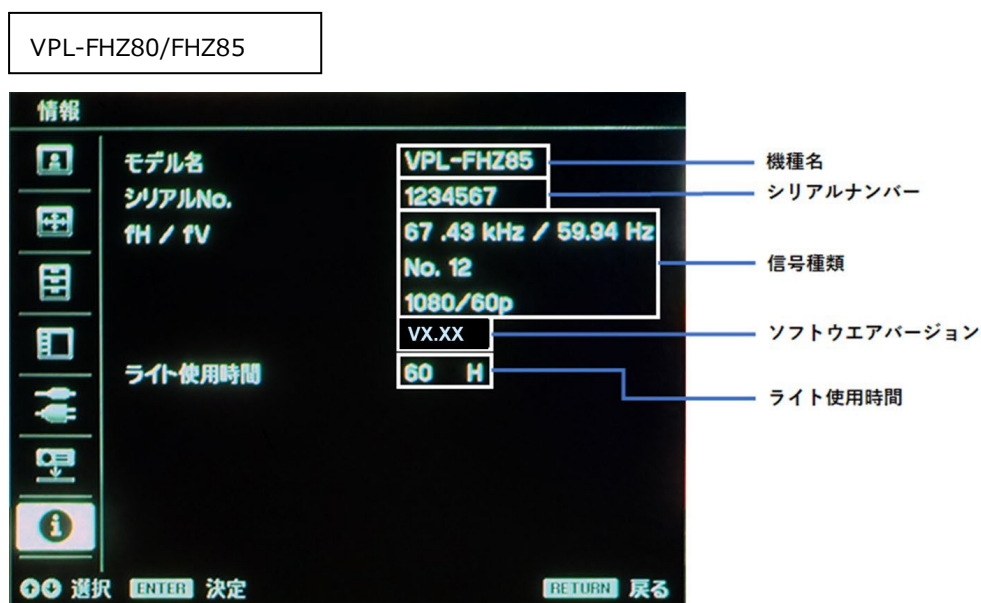 VPL-FHZ80/FHZ85
情報
モデル名 VPL-FHZ85 機種名
シリアルNo. 1234567 シリアルナンバー
fH / fV 67 .43 kHz / 59.94 Hz
No. 12 信号種類
1080/60p
VX.XX ソフトウエアバージョン
ライト使用時間 60 H ライト使用時間
選択 ENTER 決定 RETURN 戻る